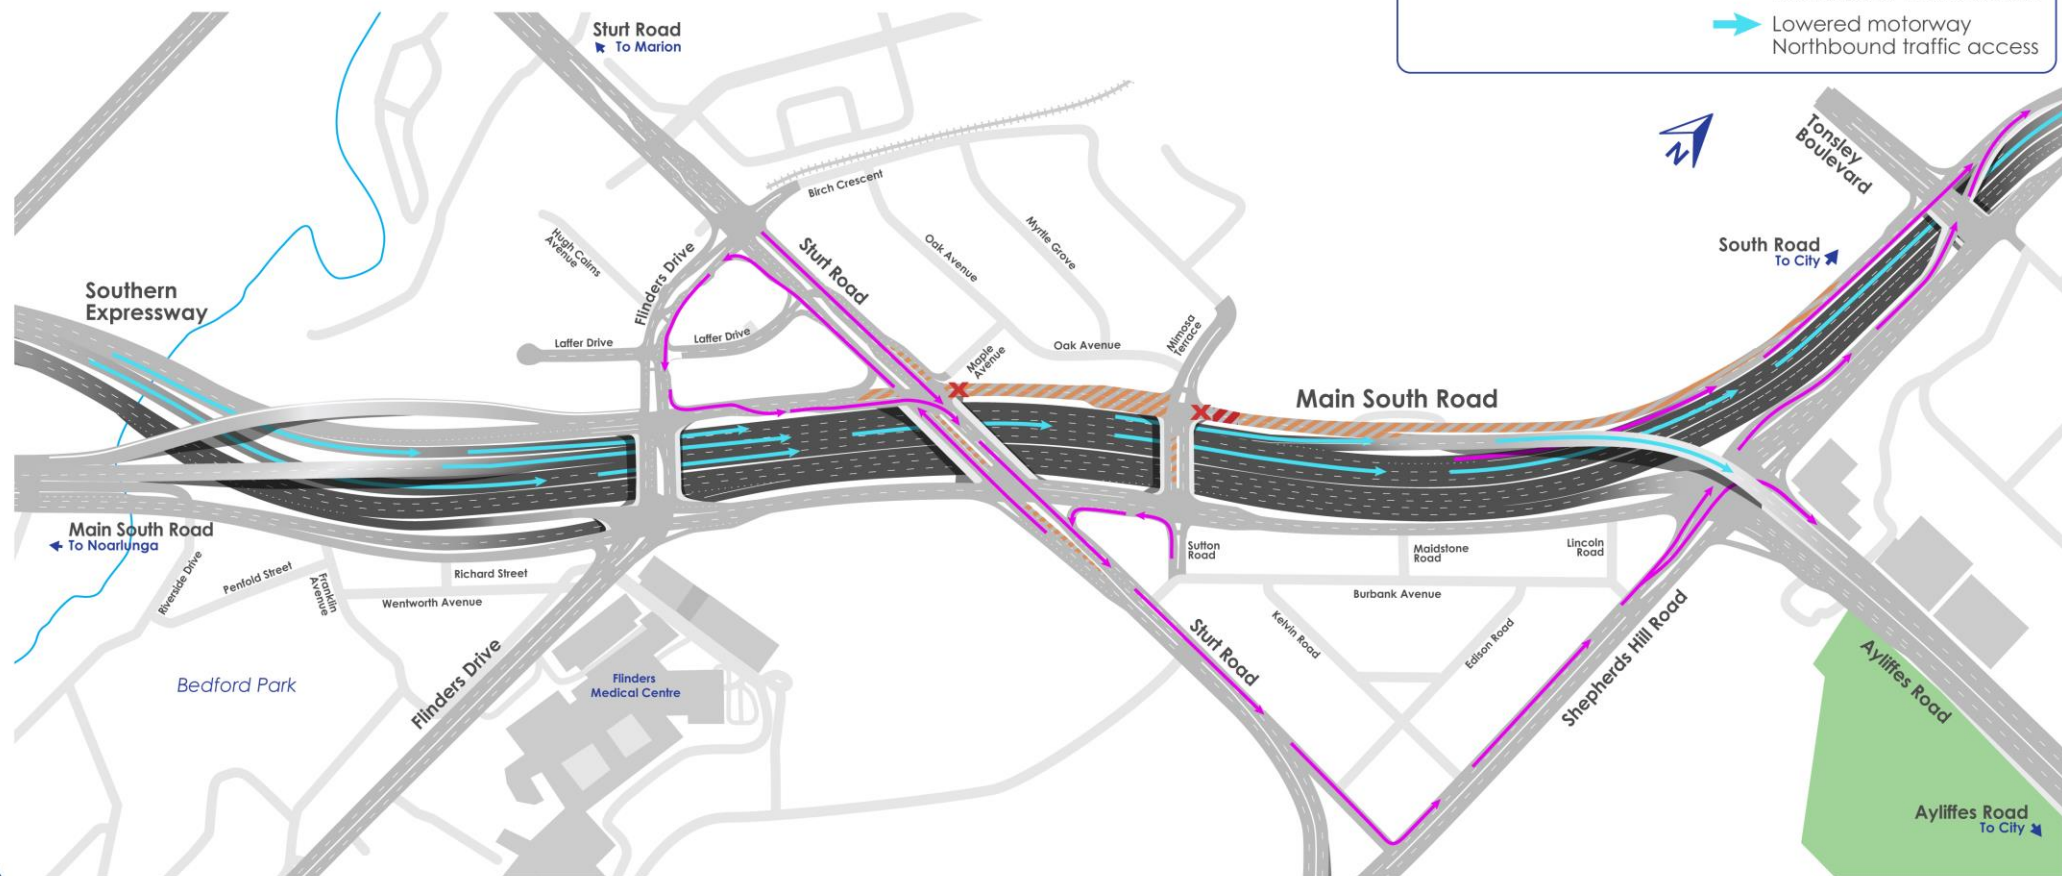 Sturt Road
To Marion
Lowered motorway
Northbound traffic access
N
Tonsley
Boulevard
Birch Crescent
Hugh Cairns
Avenue
Flinders Drive
Sturt Road
Oak Avenue
Myrtle Grove
South Road
To City
Southern
Expressway
Laffer Drive
Laffer Drive
Maple
Avenue
Oak Avenue
Mimosa
Terrace
Main South Road
Main South Road
To Noarlunga
Riverside Drive
Penfold Street
Franklin
Avenue
Richard Street
Wentworth Avenue
Sutton
Road
Maidstone
Road
Lincoln
Road
Burbank Avenue
Kelvin Road
Edison Road
Sturt Road
Shepherds Hill Road
Bedford Park
Flinders Drive
Flinders
Medical Centre
Ayliffes Road
Ayliffes Road
To City